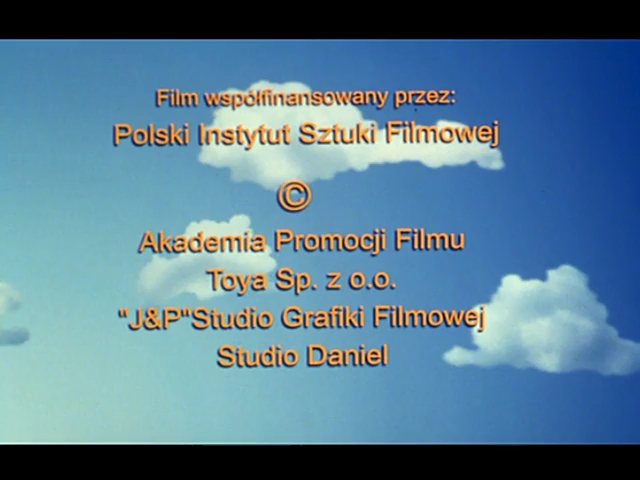 Film współfinansowany przez:
Polski Instytut Sztuki Filmowej
©
Akademia Promocji Filmu
Toya Sp. z o.o.
"J&P"Studio Grafiki Filmowej
Studio Daniel